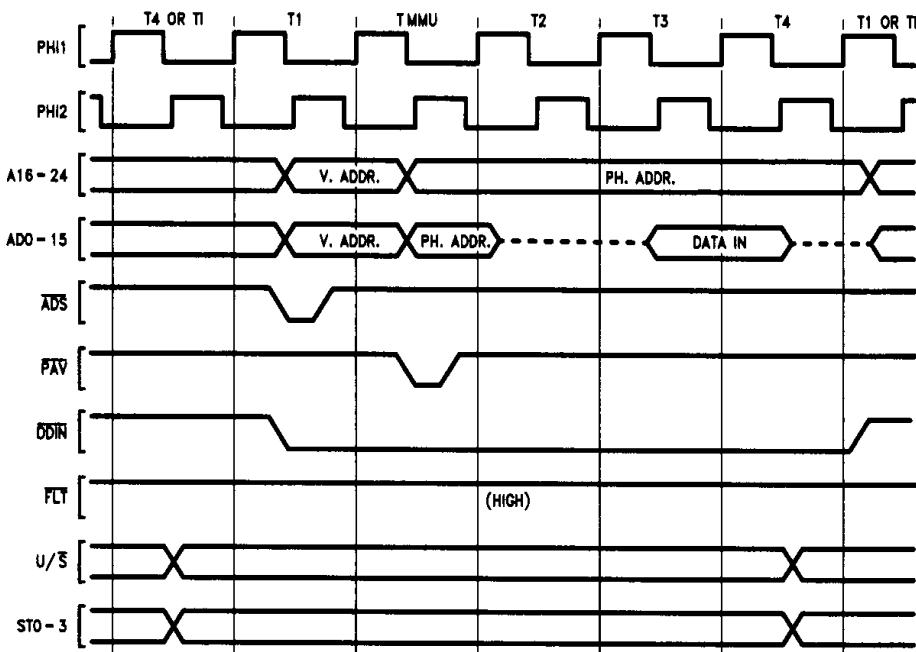 T4 OR TI T1 TMMU T2 T3 T4 T1 OR TI
PHI1
PHI2
A16-24 V. ADDR. PH. ADDR.
AD0-15 V. ADDR. PH. ADDR. DATA IN
ADS
PAV
DDIN
FLT (HIGH)
U/S
ST0-3